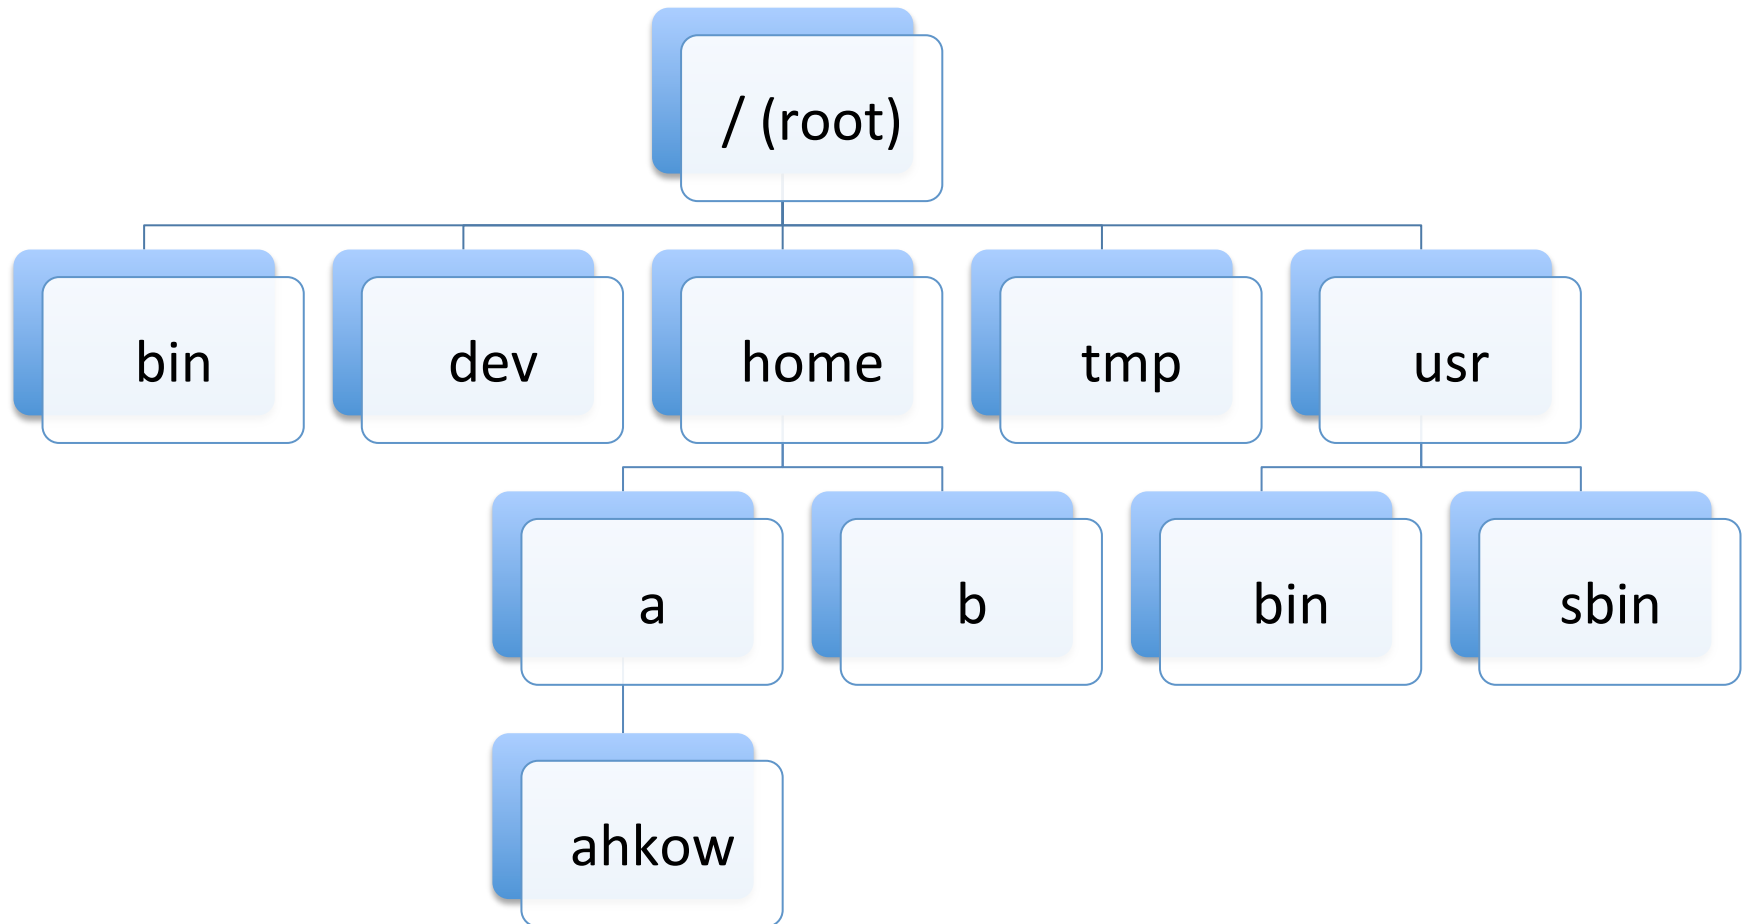 / (root)
bin
dev
home
tmp
usr
a
b
bin
sbin
ahkow